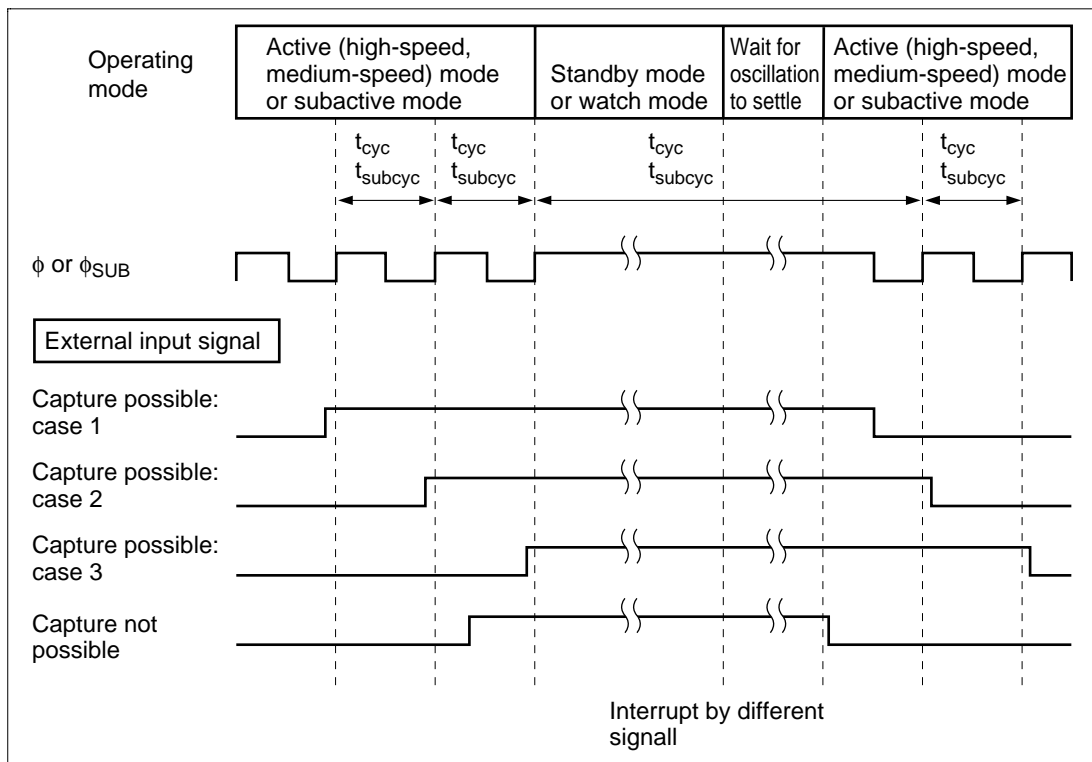 Operating
mode
Active (high-speed,
medium-speed) mode
or subactive mode
Standby mode
or watch mode
Wait for
oscillation
to settle
Active (high-speed,
medium-speed) mode
or subactive mode
tcyc
tsubcyc
tcyc
tsubcyc
tcyc
tsubcyc
tcyc
tsubcyc
φ or φSUB
External input signal
Capture possible:
case 1
Capture possible:
case 2
Capture possible:
case 3
Capture not
possible
Interrupt by different
signall